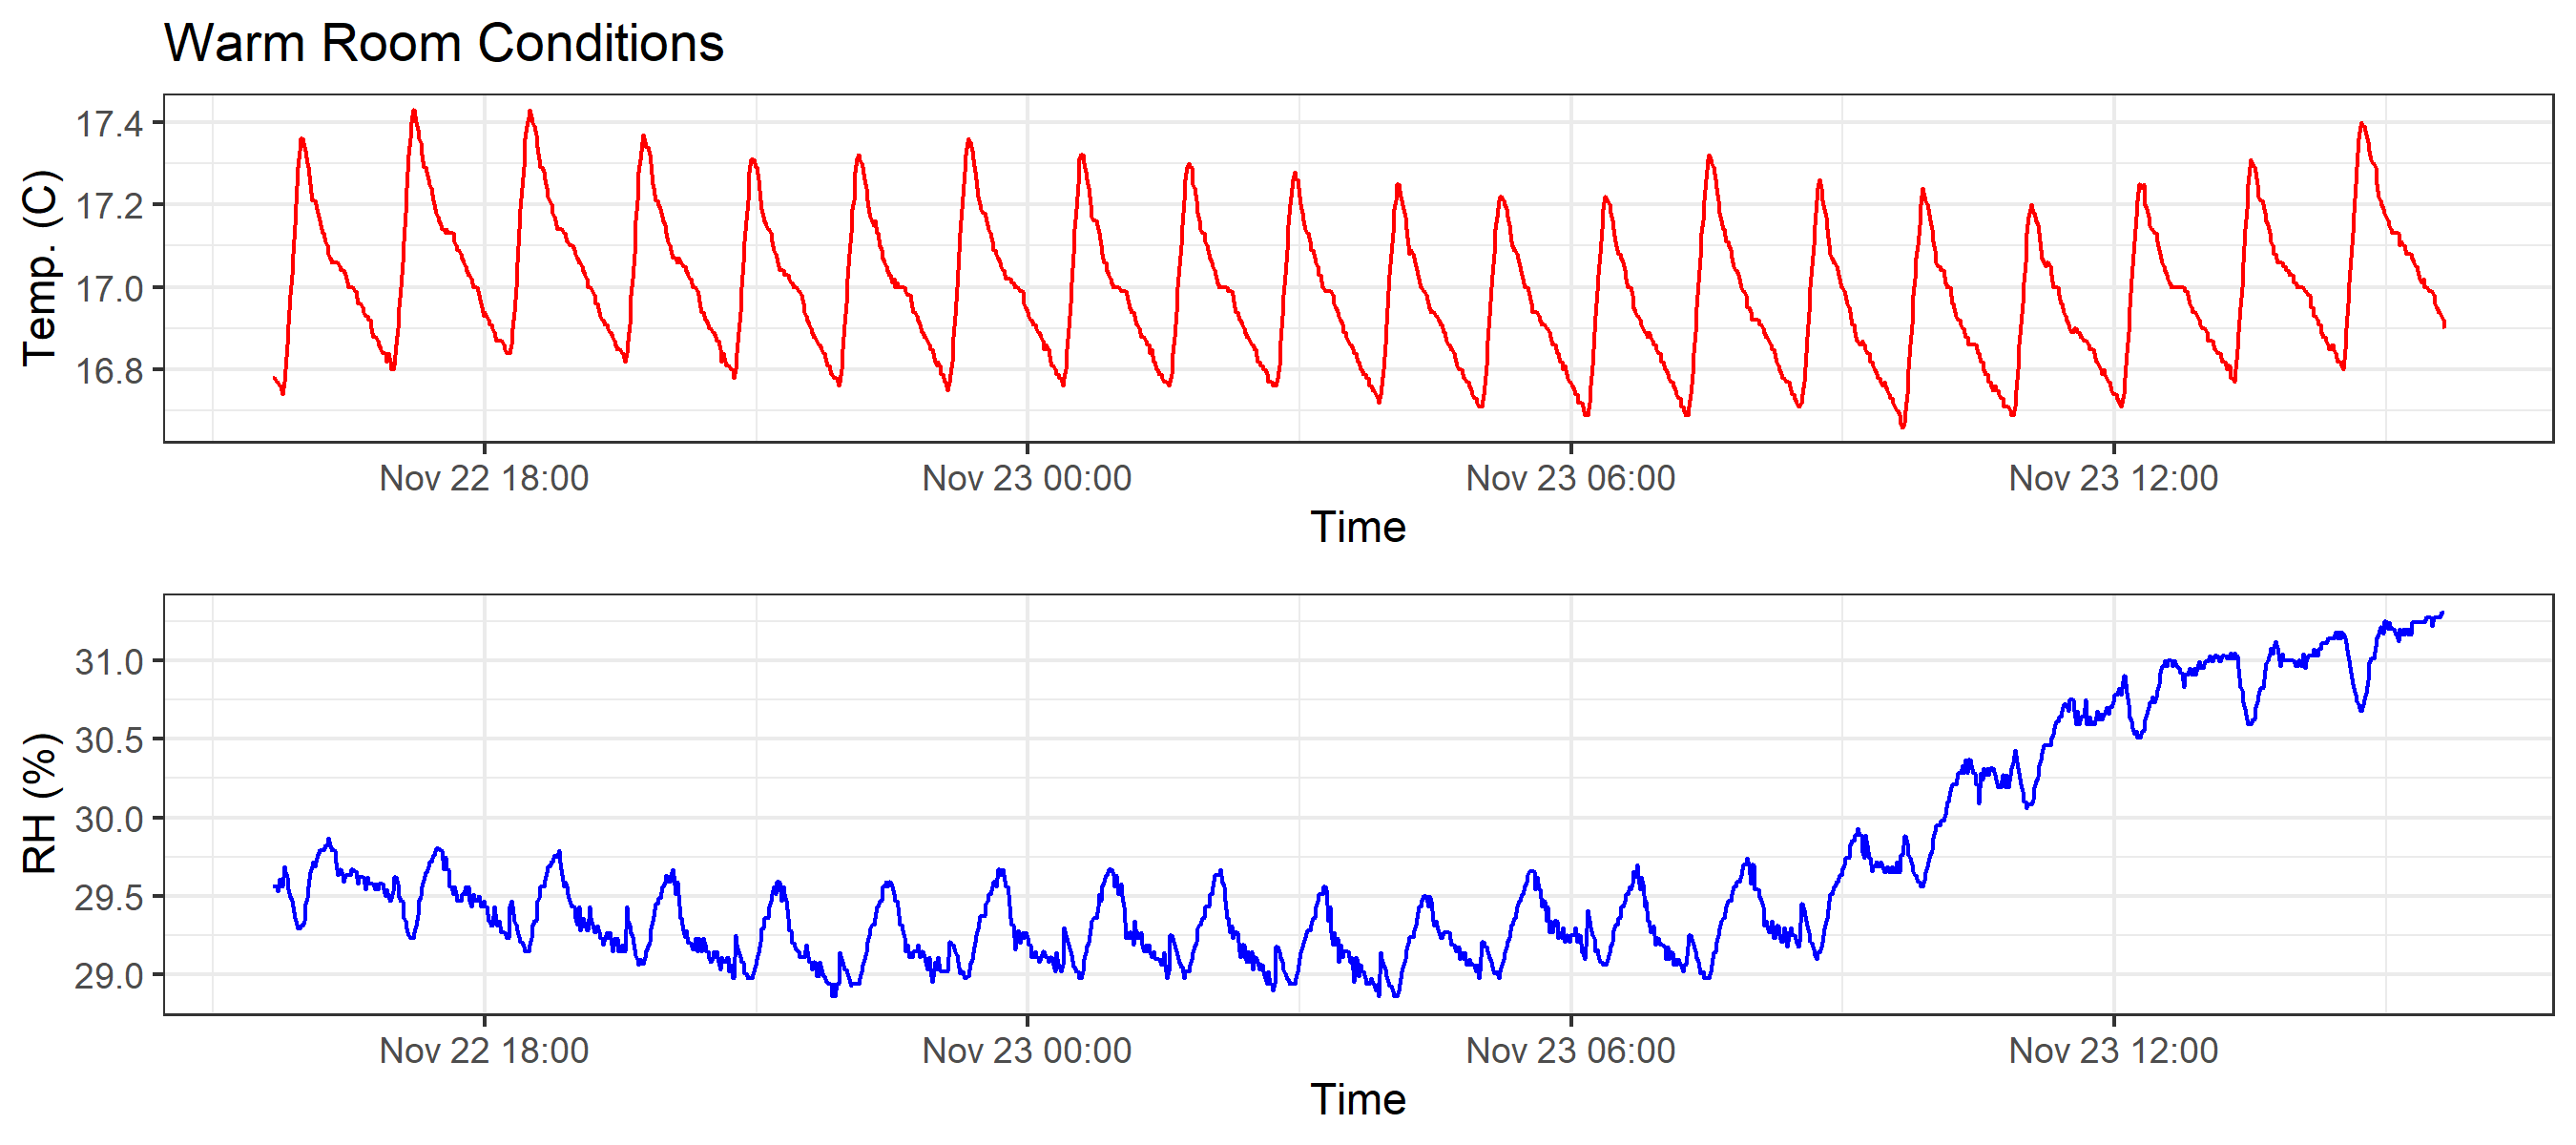 Warm Room Conditions
Temp. (C)
17.4
17.2
17.0
16.8
Nov 22 18:00 Nov 23 00:00 Nov 23 06:00 Nov 23 12:00
Time
RH (%)
31.0
30.5
30.0
29.5
29.0
Nov 22 18:00 Nov 23 00:00 Nov 23 06:00 Nov 23 12:00
Time